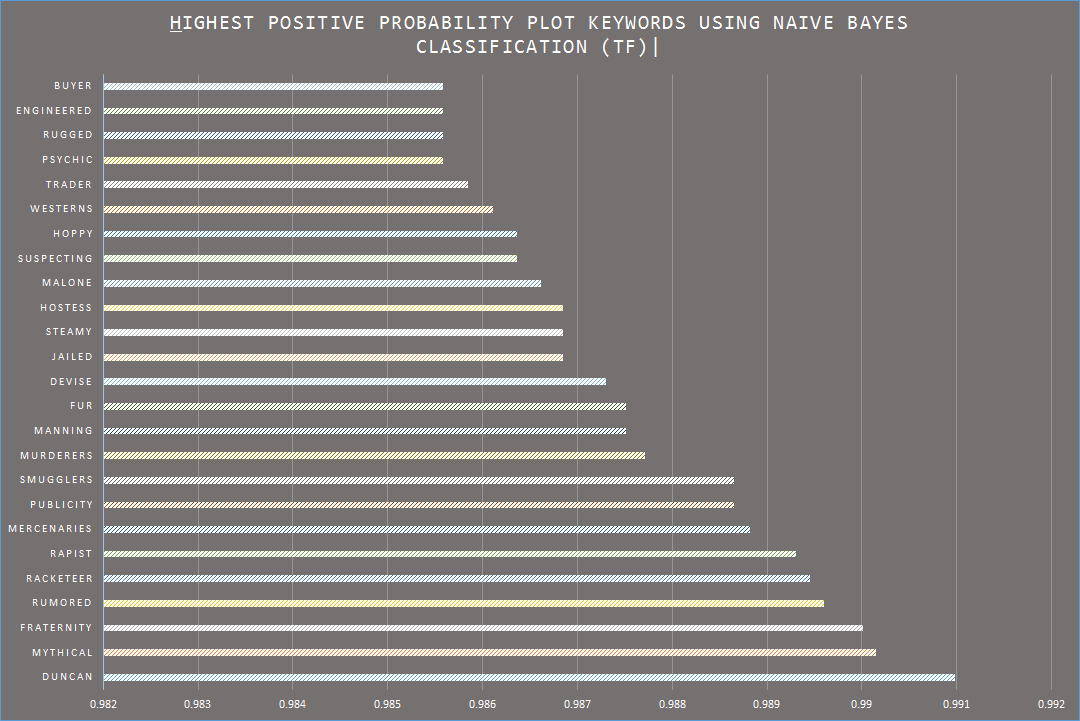 HIGHEST POSITIVE PROBABILITY PLOT KEYWORDS USING NAIVE BAYES
CLASSIFICATION (TF)|
BUYER
ENGINEERED
RUGGED
PSYCHIC
TRADER
WESTERNS
HOPPY
SUSPECTING
MALONE
HOSTESS
STEAMY
JAILED
DEVISE
FUR
MANNING
MURDERERS
SMUGGLERS
PUBLICITY
MERCENARIES
RAPIST
RACKETEER
RUMORED
FRATERNITY
MYTHICAL
DUNCAN
0.982 0.983 0.984 0.985 0.986 0.987 0.988 0.989 0.99 0.991 0.992